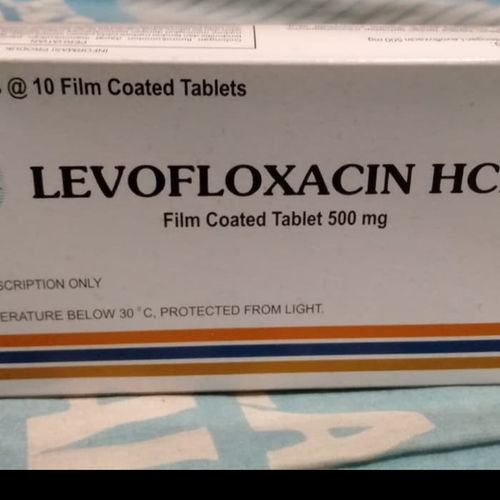 @ 10 Film Coated Tablets
LEVOFLOXACIN HC
Film Coated Tablet 500 mg
SCRIPTION ONLY
ERATURE BELOW 30°C, PROTECTED FROM LIGHT.